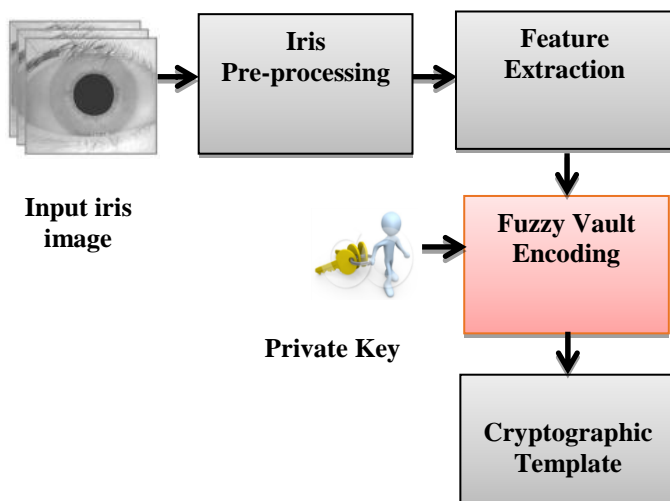 Iris
Pre-processing
Feature
Extraction
Input iris
image
Fuzzy Vault
Encoding
Private Key
Cryptographic
Template